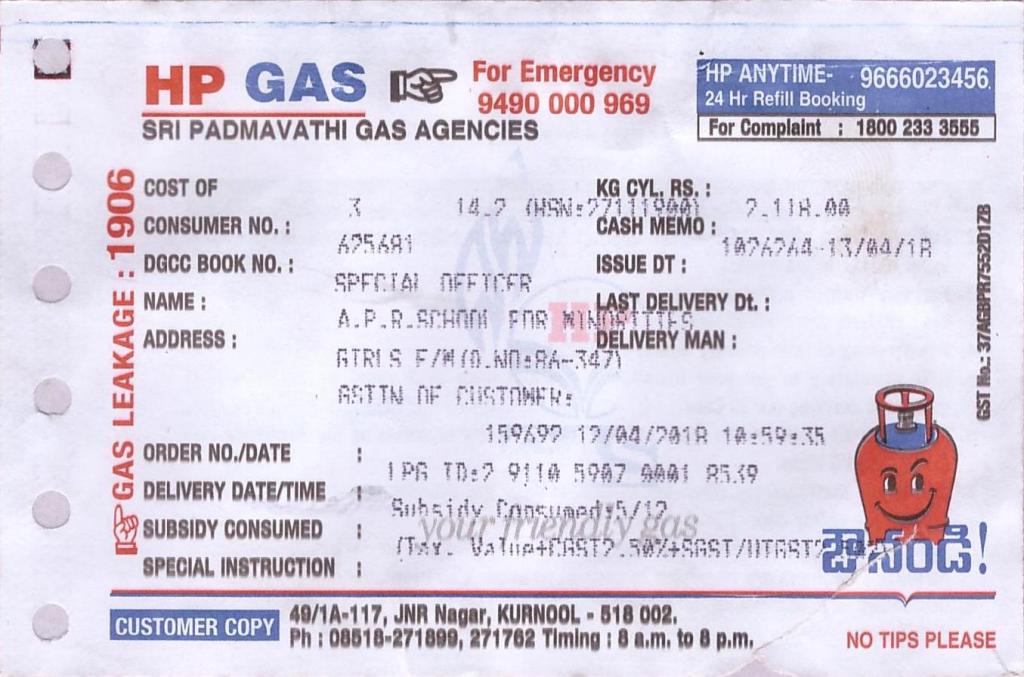 HP GAS
For Emergency
9490 000 969
HP ANYTIME- 9666023456
24 Hr Refill Booking
For Complaint : 1800 233 3555
SRI PADMAVATHI GAS AGENCIES
GAS LEAKAGE : 1906
COST OF
KG CYL, RS. :
3 14.2 (HSN:27111900) 2,118.00
CONSUMER NO. :
CASH MEMO :
625681
1026264 13/04/18
DGCC BOOK NO. :
ISSUE DT :
SPECIAL OFFICER
NAME :
LAST DELIVERY Dt. :
A.P.R.SCHOOL FOR MINORTITES
HP
ADDRESS :
DELIVERY MAN :
GIRLS E/M(O.NO:8A-347)
GSTIN OF CUSTOMER:
159692 12/04/2018 10:59:35
ORDER NO./DATE :
LPG ID:2 9110 5907 0001 8539
DELIVERY DATE/TIME :
Subsidy Consumed:5/12
SUBSIDY CONSUMED :
your friendly gas
(Tax. Value+CGST2.50%+SGST/UTGST2
SPECIAL INSTRUCTION :
GST No.: 37AGBPR7552D1ZB
CUSTOMER COPY
49/1A-117, JNR Nagar, KURNOOL - 518 002.
Ph : 08518-271899, 271762 Timing : 8 a.m. to 8 p.m.
NO TIPS PLEASE